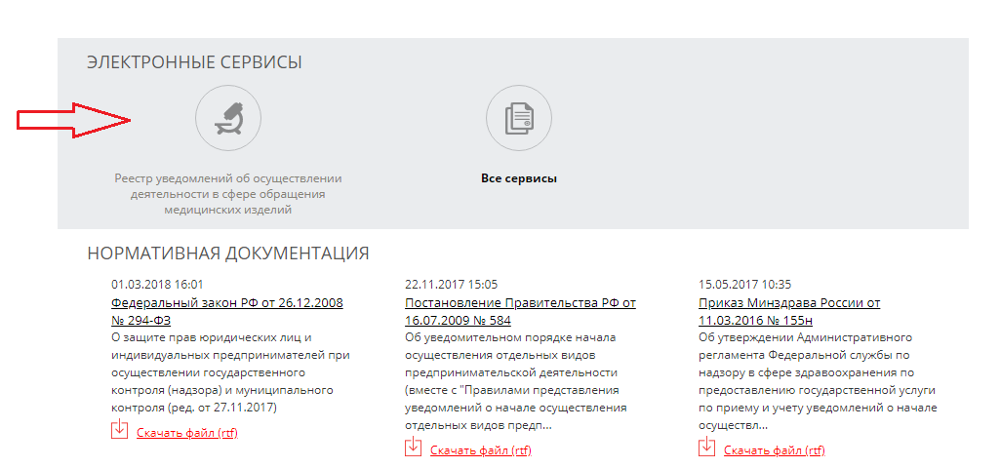 ЭЛЕКТРОННЫЕ СЕРВИСЫ
Реестр уведомлений об осуществлении
деятельности в сфере обращения
медицинских изделий
Все сервисы
НОРМАТИВНАЯ ДОКУМЕНТАЦИЯ
01.03.2018 16:01
Федеральный закон РФ от 26.12.2008
№ 294-ФЗ
О защите прав юридических лиц и
индивидуальных предпринимателей при
осуществлении государственного
контроля (надзора) и муниципального
контроля (ред. от 27.11.2017)
Скачать файл (rtf)
22.11.2017 15:05
Постановление Правительства РФ от
16.07.2009 № 584
Об уведомительном порядке начала
осуществления отдельных видов
предпринимательской деятельности
(вместе с "Правилами представления
уведомлений о начале осуществления
отдельных видов предп...
Скачать файл (rtf)
15.05.2017 10:35
Приказ Минздрава России от
11.03.2016 № 155н
Об утверждении Административного
регламента Федеральной службы по
надзору в сфере здравоохранения по
предоставлению государственной услуги
по приему и учету уведомлений о начале
осуществл...
Скачать файл (rtf)